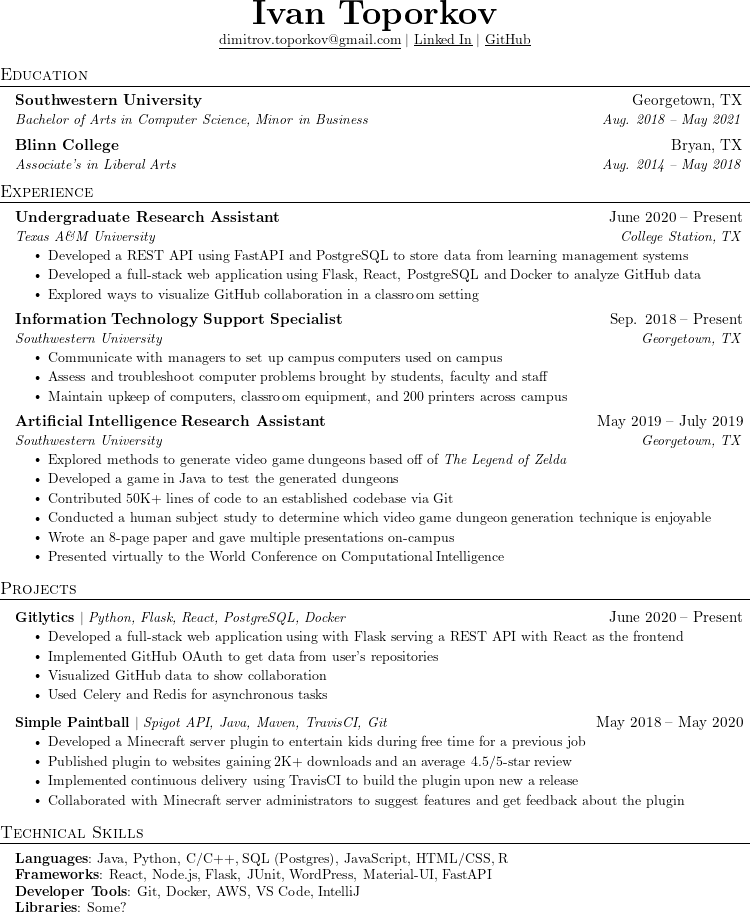 Ivan Toporkov
dimitrov.toporkov@gmail.com | Linked In | GitHub
Education
Southwestern University Georgetown, TX
Bachelor of Arts in Computer Science, Minor in Business Aug. 2018 – May 2021
Blinn College Bryan, TX
Associate's in Liberal Arts Aug. 2014 – May 2018
Experience
Undergraduate Research Assistant June 2020 – Present
Texas A&M University College Station, TX
• Developed a REST API using FastAPI and PostgreSQL to store data from learning management systems
• Developed a full-stack web application using Flask, React, PostgreSQL and Docker to analyze GitHub data
• Explored ways to visualize GitHub collaboration in a classroom setting
Information Technology Support Specialist Sep. 2018 – Present
Southwestern University Georgetown, TX
• Communicate with managers to set up campus computers used on campus
• Assess and troubleshoot computer problems brought by students, faculty and staff
• Maintain upkeep of computers, classroom equipment, and 200 printers across campus
Artificial Intelligence Research Assistant May 2019 – July 2019
Southwestern University Georgetown, TX
• Explored methods to generate video game dungeons based off of The Legend of Zelda
• Developed a game in Java to test the generated dungeons
• Contributed 50K+ lines of code to an established codebase via Git
• Conducted a human subject study to determine which video game dungeon generation technique is enjoyable
• Wrote an 8-page paper and gave multiple presentations on-campus
• Presented virtually to the World Conference on Computational Intelligence
Projects
Gitlytics | Python, Flask, React, PostgreSQL, Docker June 2020 – Present
• Developed a full-stack web application using with Flask serving a REST API with React as the frontend
• Implemented GitHub OAuth to get data from user's repositories
• Visualized GitHub data to show collaboration
• Used Celery and Redis for asynchronous tasks
Simple Paintball | Spigot API, Java, Maven, TravisCI, Git May 2018 – May 2020
• Developed a Minecraft server plugin to entertain kids during free time for a previous job
• Published plugin to websites gaining 2K+ downloads and an average 4.5/5-star review
• Implemented continuous delivery using TravisCI to build the plugin upon new a release
• Collaborated with Minecraft server administrators to suggest features and get feedback about the plugin
Technical Skills
Languages: Java, Python, C/C++, SQL (Postgres), JavaScript, HTML/CSS, R
Frameworks: React, Node.js, Flask, JUnit, WordPress, Material-UI, FastAPI
Developer Tools: Git, Docker, AWS, VS Code, IntelliJ
Libraries: Some?